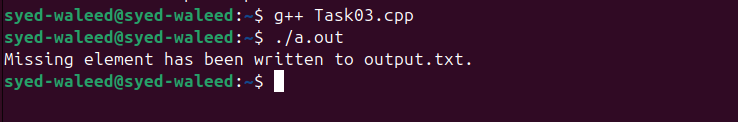 syed-waleed@syed-waleed:~$ g++ Task03.cpp
syed-waleed@syed-waleed:~$ ./a.out
Missing element has been written to output.txt.
syed-waleed@syed-waleed:~$